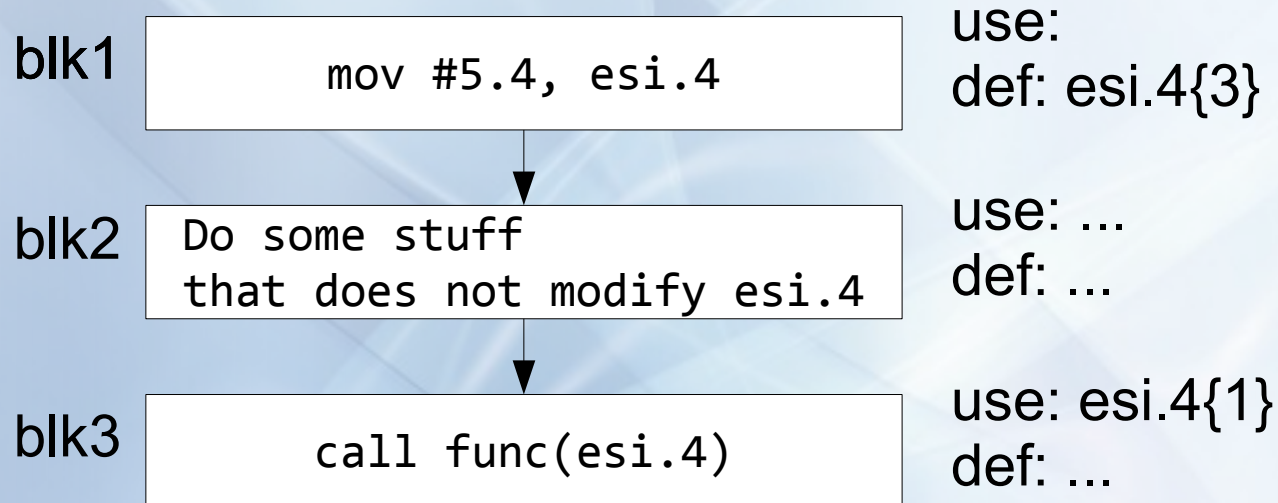 blk1
mov #5.4, esi.4
use:
def: esi.4{3}
blk2
Do some stuff
that does not modify esi.4
use: ...
def: ...
blk3
call func(esi.4)
use: esi.4{1}
def: ...